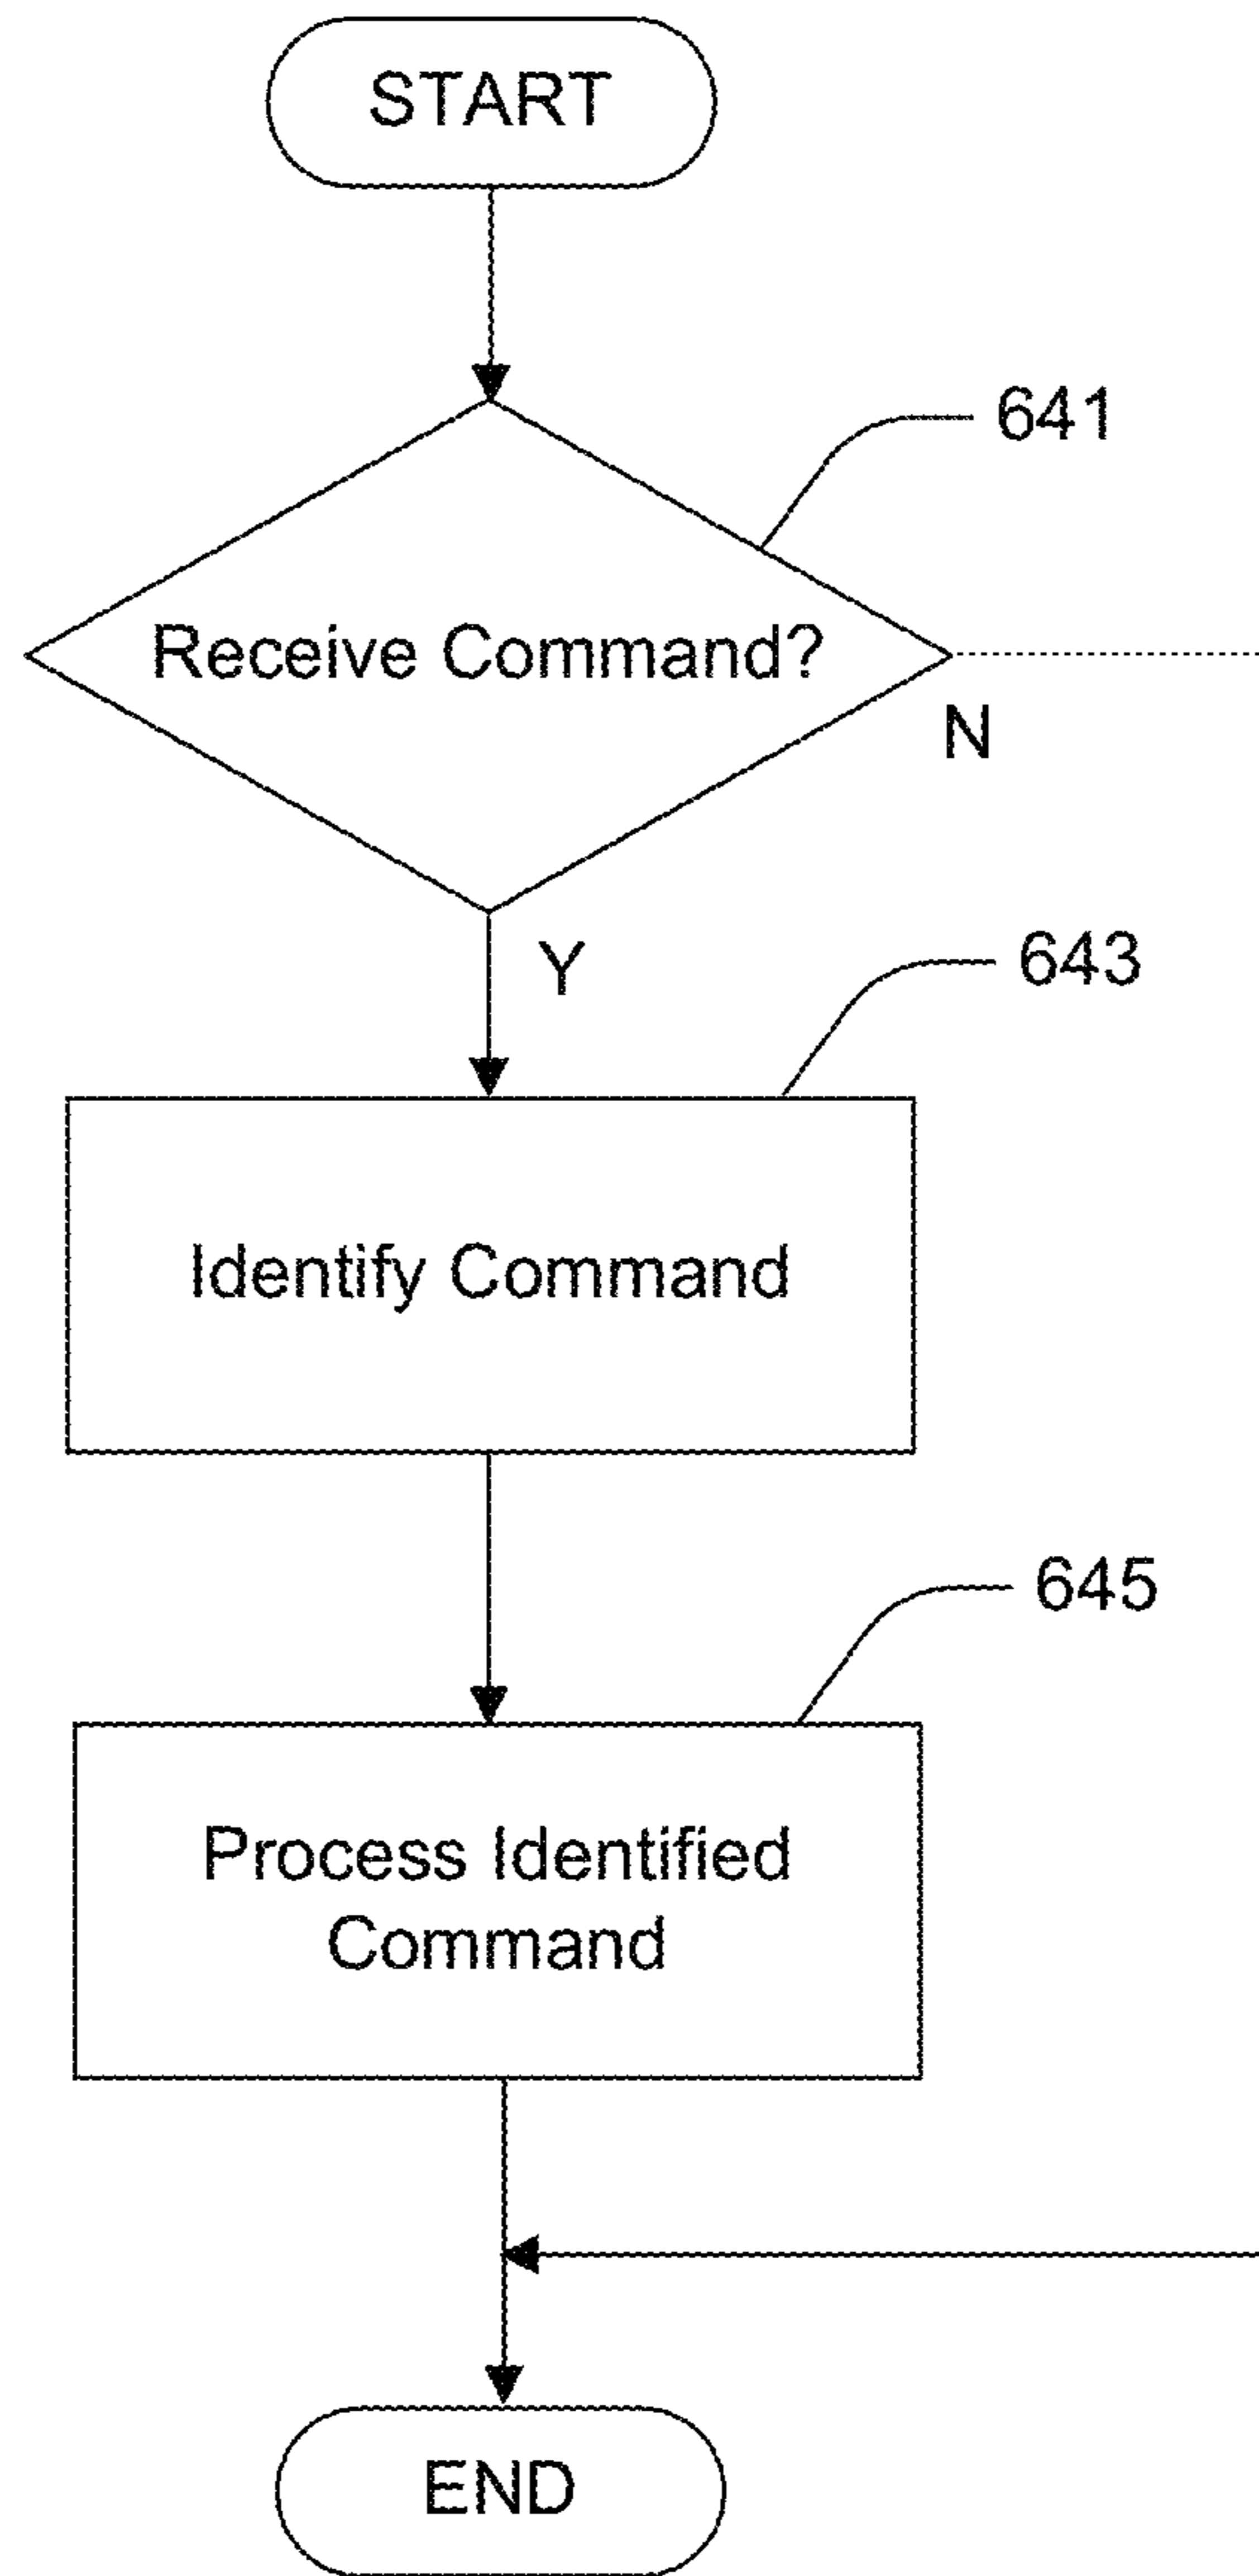 START
641
Receive Command?
N
Y
643
Identify Command
645
Process Identified
Command
END